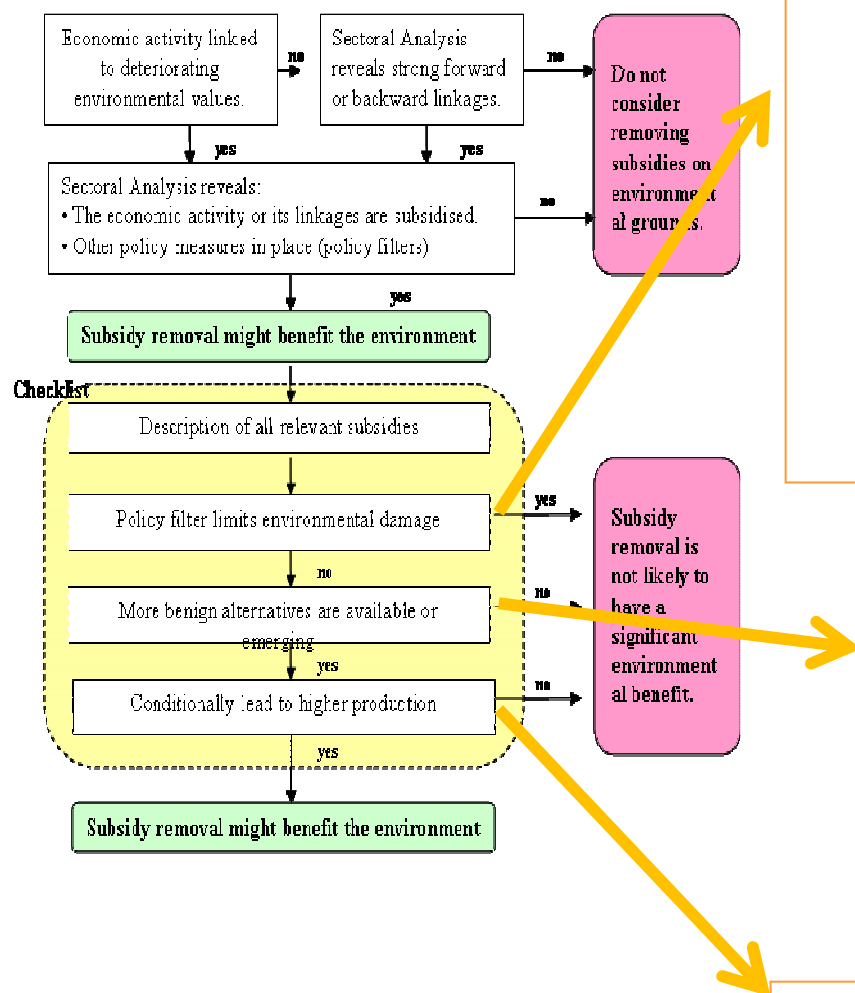 Economic activity linked
to deteriorating
environmental values.
no
Sectoral Analysis
reveals strong forward
or backward linkages.
no
Do not
consider
removing
subsidies on
environment
al grounds.
yes
yes
Sectoral Analysis reveals:
• The economic activity or its linkages are subsidised.
• Other policy measures in place (policy filters)
no
yes
Subsidy removal might benefit the environment
Checklist
Description of all relevant subsidies
Policy filter limits environmental damage
yes
no
More benign alternatives are available or
emerging
no
yes
Conditionally lead to higher production
no
yes
Subsidy
removal is
not likely to
have a
significant
environment
al benefit.
Subsidy removal might benefit the environment